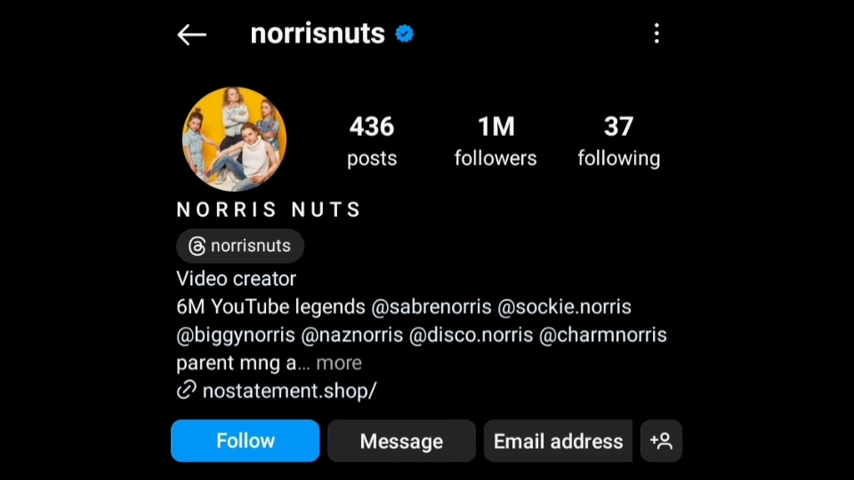 norrisnuts
436 1M 37
posts followers following
NORRIS NUTS
norrisnuts
Video creator
6M YouTube legends @sabrenorris @sockie.norris
@biggynorris @naznorris @disco.norris @charmnorris
parent mng a... more
nostatement.shop/
Follow Message Email address